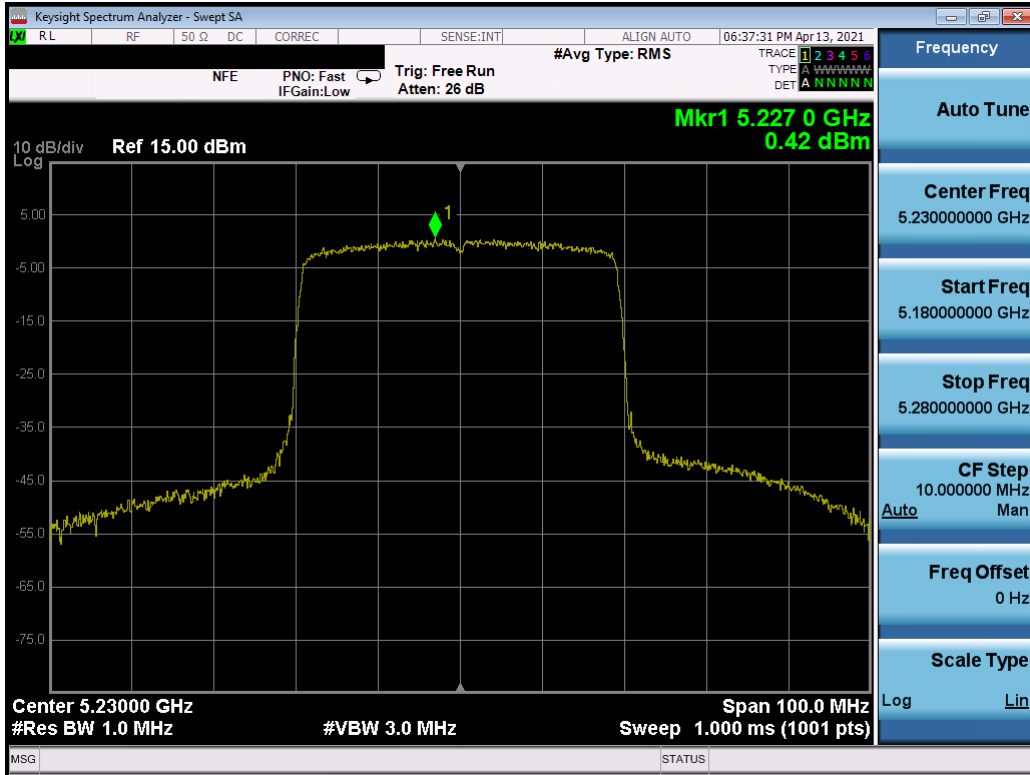 Keysight Spectrum Analyzer - Swept SA
LXI RL RF 50 Ω DC CORREC SENSE:INT ALIGN AUTO 06:37:31 PM Apr 13, 2021
NFE PNO: Fast Trig: Free Run #Avg Type: RMS TRACE 1 2 3 4 5 6
IFGain:Low Atten: 26 dB TYPE A WWWWW
DET A N N N N N
Mkr1 5.227 0 GHz
0.42 dBm
10 dB/div Ref 15.00 dBm
Log
1
5.00
-5.00
-15.0
-25.0
-35.0
-45.0
-55.0
-65.0
-75.0
Center 5.23000 GHz Span 100.0 MHz
#Res BW 1.0 MHz #VBW 3.0 MHz Sweep 1.000 ms (1001 pts)
MSG STATUS
Frequency
Auto Tune
Center Freq
5.230000000 GHz
Start Freq
5.180000000 GHz
Stop Freq
5.280000000 GHz
CF Step
10.000000 MHz
Auto Man
Freq Offset
0 Hz
Scale Type
Log Lin